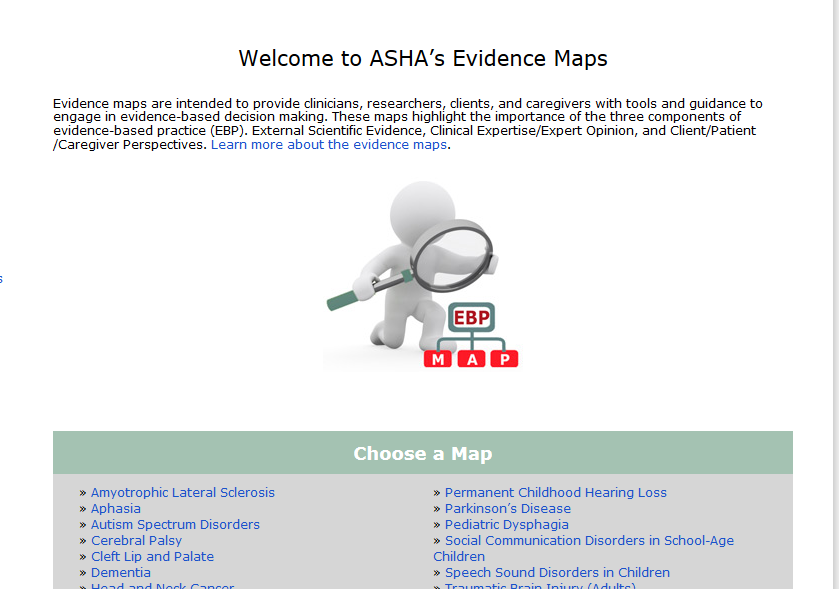 Welcome to ASHA’s Evidence Maps
Evidence maps are intended to provide clinicians, researchers, clients, and caregivers with tools and guidance to
engage in evidence-based decision making. These maps highlight the importance of the three components of
evidence-based practice (EBP). External Scientific Evidence, Clinical Expertise/Expert Opinion, and Client/Patient
/Caregiver Perspectives. Learn more about the evidence maps.
s
EBP
M A P
Choose a Map
» Amyotrophic Lateral Sclerosis
» Aphasia
» Autism Spectrum Disorders
» Cerebral Palsy
» Cleft Lip and Palate
» Dementia
» Head and Neck Cancer
» Permanent Childhood Hearing Loss
» Parkinson’s Disease
» Pediatric Dysphagia
» Social Communication Disorders in School-Age
Children
» Speech Sound Disorders in Children
» Traumatic Brain Injury (Adults)